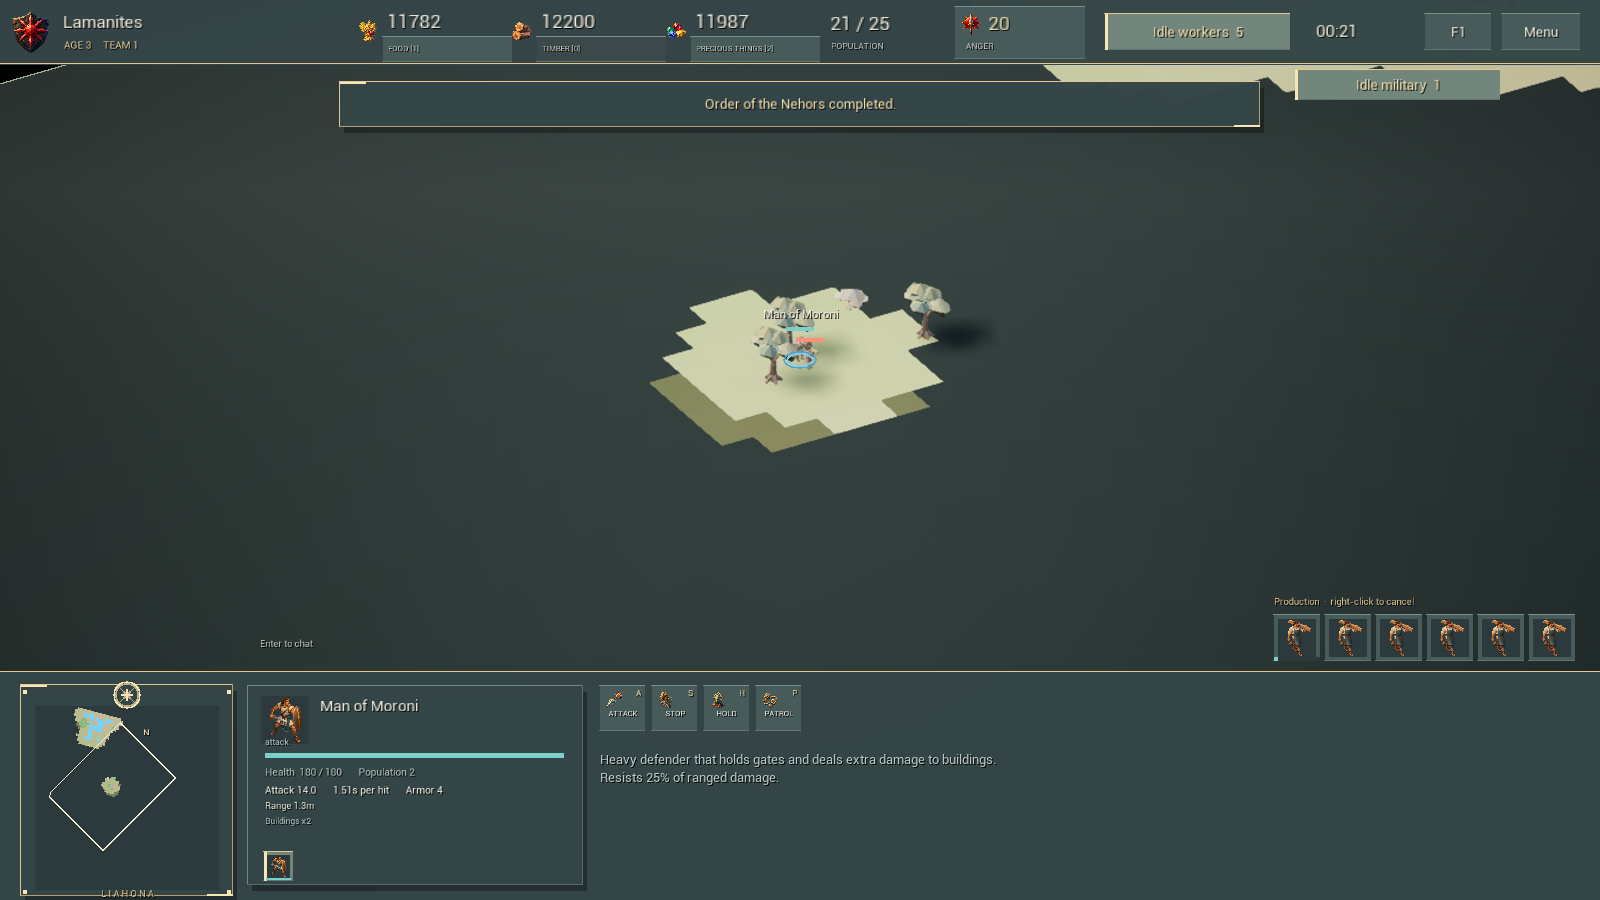 Lamanites
AGE 3 TEAM 1
11782
FOOD [1]
12200
TIMBER [0]
11987
PRECIOUS THINGS [2]
21 / 25
POPULATION
20
ANGER
Idle workers 5
00:21
F1
Menu
Idle military 1
Order of the Nehors completed.
Man of Moroni
Production · right-click to cancel
Enter to chat
N
LIAHONA
Man of Moroni
attack
Health 180 / 180 Population 2
Attack 14.0 1.51s per hit Armor 4
Range 1.3m
Buildings x2
A
ATTACK
S
STOP
H
HOLD
P
PATROL
Heavy defender that holds gates and deals extra damage to buildings.
Resists 25% of ranged damage.